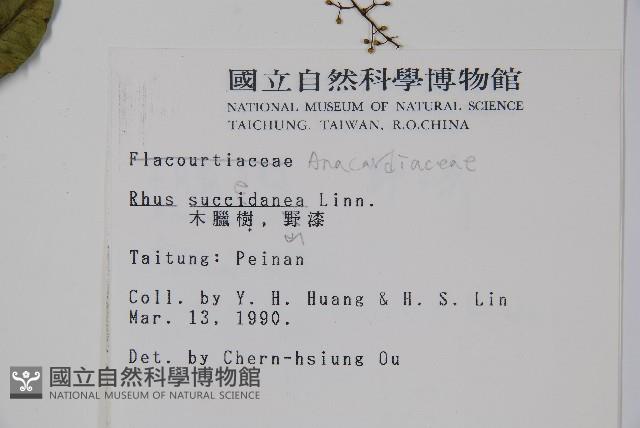 國立自然科學博物館
NATIONAL MUSEUM OF NATURAL SCIENCE
TAICHUNG, TAIWAN, R.O.CHINA
Flacourtiaceae Anacardiaceae
e
Rhus succidanea Linn.
木臘樹, 野漆
Taitung: Peinan
Coll. by Y. H. Huang & H. S. Lin
Mar. 13, 1990.
Det. by Chern-hsiung Ou
國立自然科學博物館
NATIONAL MUSEUM OF NATURAL SCIENCE